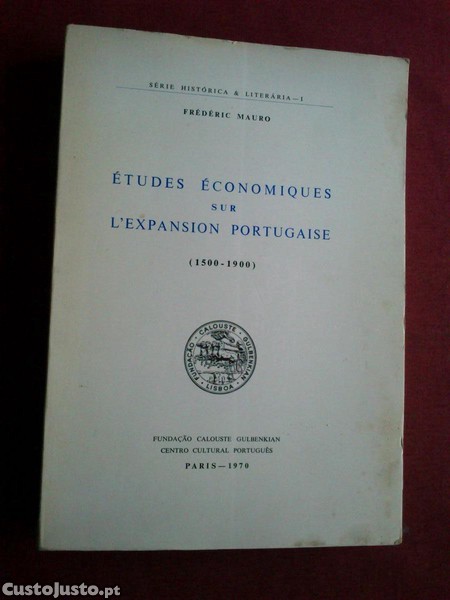 SÉRIE HISTÓRICA & LITERÁRIA — I
FRÉDÉRIC MAURO
ÉTUDES ÉCONOMIQUES
SUR
L'EXPANSION PORTUGAISE
(1500-1900)
FUNDAÇÃO • CALOUSTE • GULBENKIAN
• LISBOA •
FUNDAÇÃO CALOUSTE GULBENKIAN
CENTRO CULTURAL PORTUGUÊS
PARIS — 1970
CustoJusto.pt